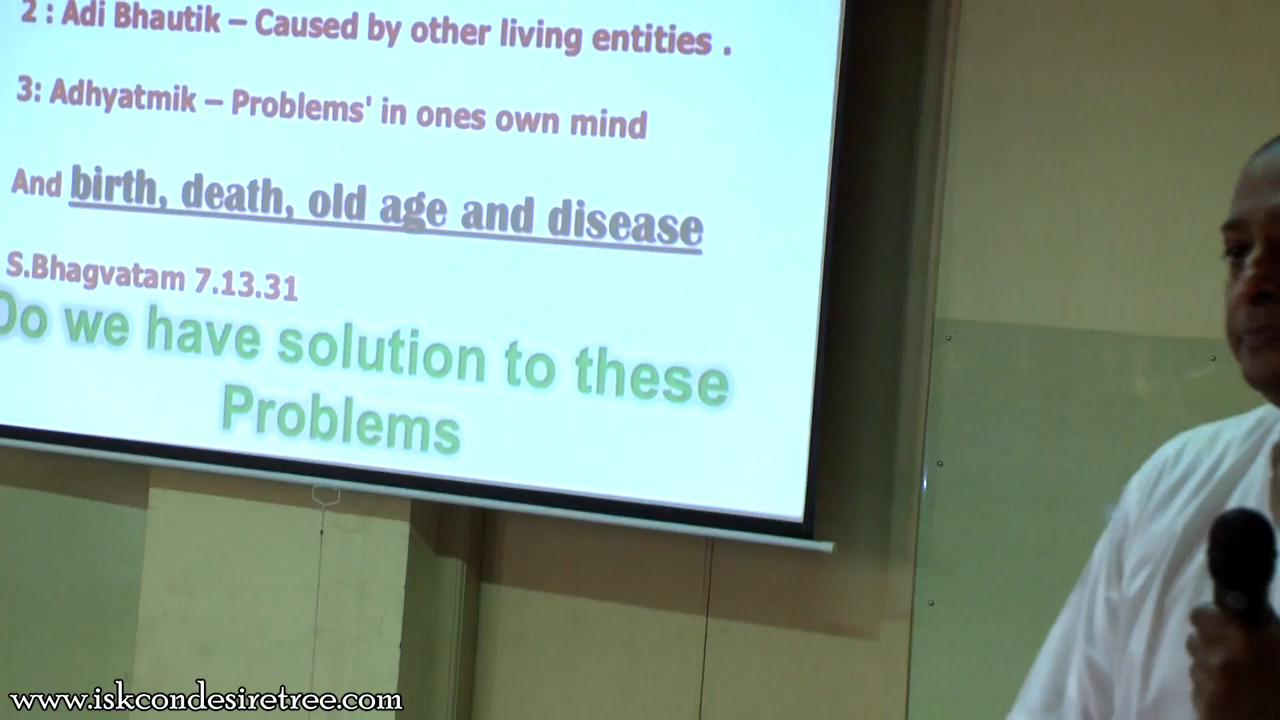 2 : Adi Bhautik – Caused by other living entities .
3: Adhyatmik – Problems' in ones own mind
And birth, death, old age and disease
S.Bhagvatam 7.13.31
Do we have solution to these
Problems
www.iskcondesiretree.com